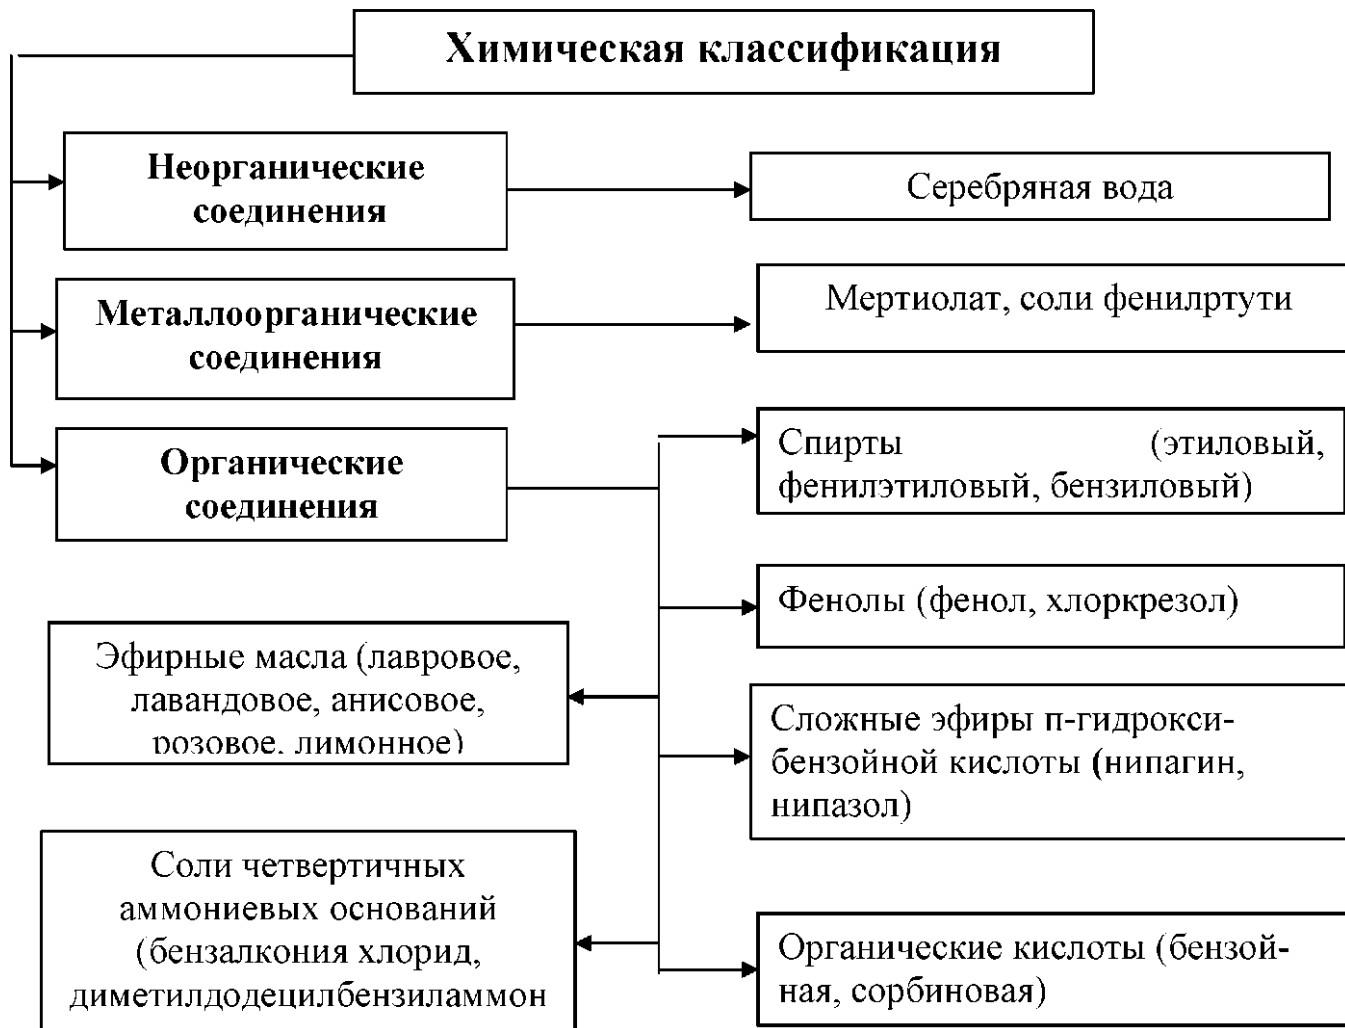 Химическая классификация
Неорганические
соединения
Серебряная вода
Металлоорганические
соединения
Мертиолат, соли фенилртути
Органические
соединения
Спирты (этиловый,
фенилэтиловый, бензиловый)
Фенолы (фенол, хлоркрезол)
Эфирные масла (лавровое,
лавандовое, анисовое,
розовое, лимонное)
Сложные эфиры п-гидрокси-
бензойной кислоты (нипагин,
нипазол)
Соли четвертичных
аммониевых оснований
(бензалкония хлорид,
диметилдодецилбензиламмон
Органические кислоты (бензой-
ная, сорбиновая)